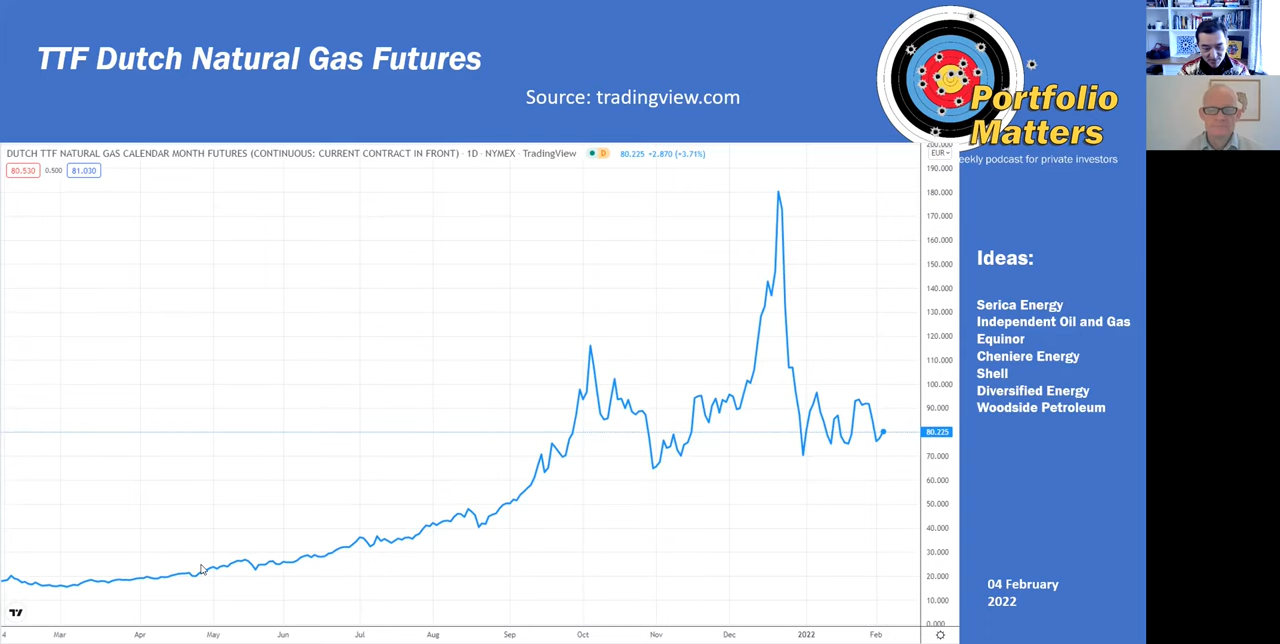 TTF Dutch Natural Gas Futures
Source: tradingview.com
Portfolio
Matters
eekly podcast for private investors
DUTCH TTF NATURAL GAS CALENDAR MONTH FUTURES (CONTINUOUS: CURRENT CONTRACT IN FRONT) · 1D · NYMEX · TradingView
D
80.225 +2.870 (+3.71%)
80.530 0.500 81.030
200.000
EUR
190.000
180.000
170.000
160.000
150.000
140.000
130.000
120.000
110.000
100.000
90.000
80.225
70.000
60.000
50.000
40.000
30.000
20.000
10.000
0.000
4 Mar Apr May Jun Jul Aug Sep Oct Nov Dec 2022 Feb
Ideas:
Serica Energy
Independent Oil and Gas
Equinor
Cheniere Energy
Shell
Diversified Energy
Woodside Petroleum
04 February
2022